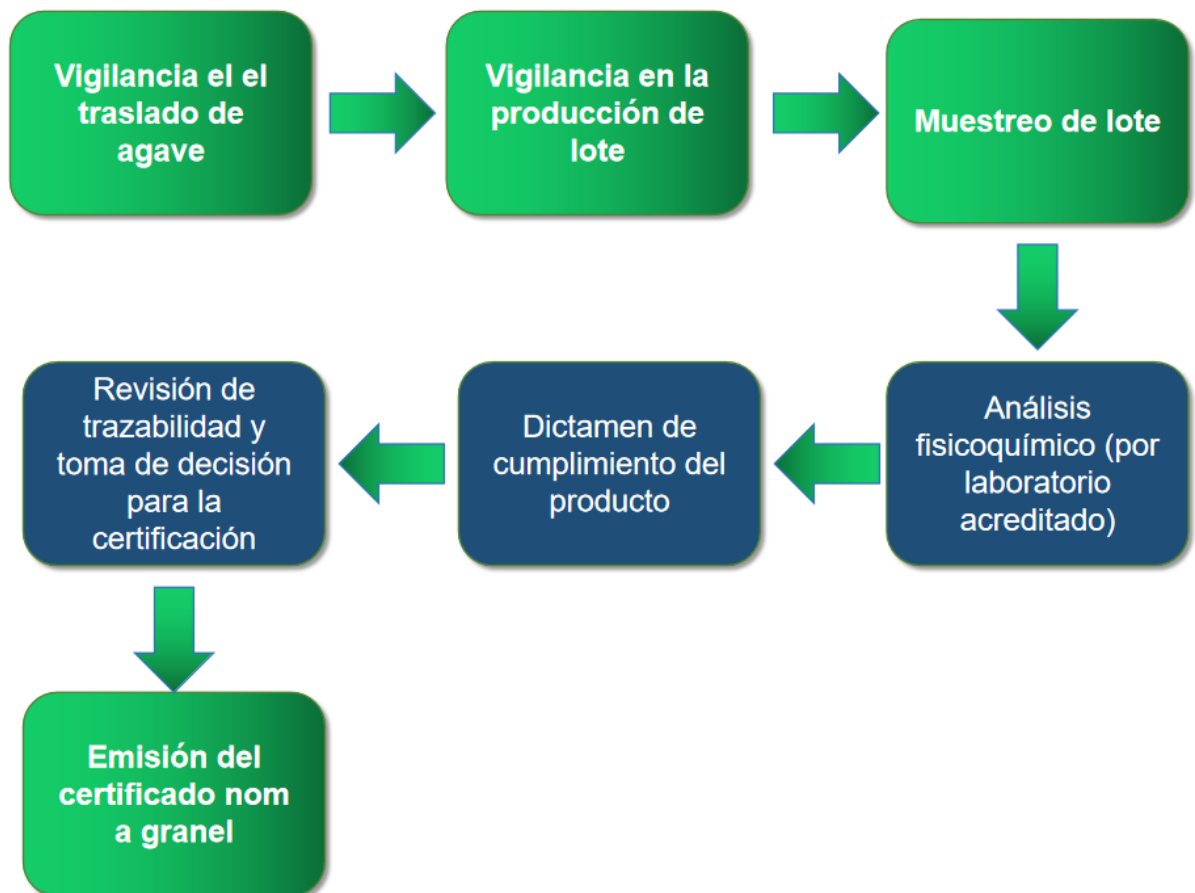 Vigilancia el el
traslado de
agave
Vigilancia en la
producción de
lote
Muestreo de lote
Análisis
fisicoquímico (por
laboratorio
acreditado)
Dictamen de
cumplimiento del
producto
Revisión de
trazabilidad y
toma de decisión
para la
certificación
Emisión del
certificado nom
a granel